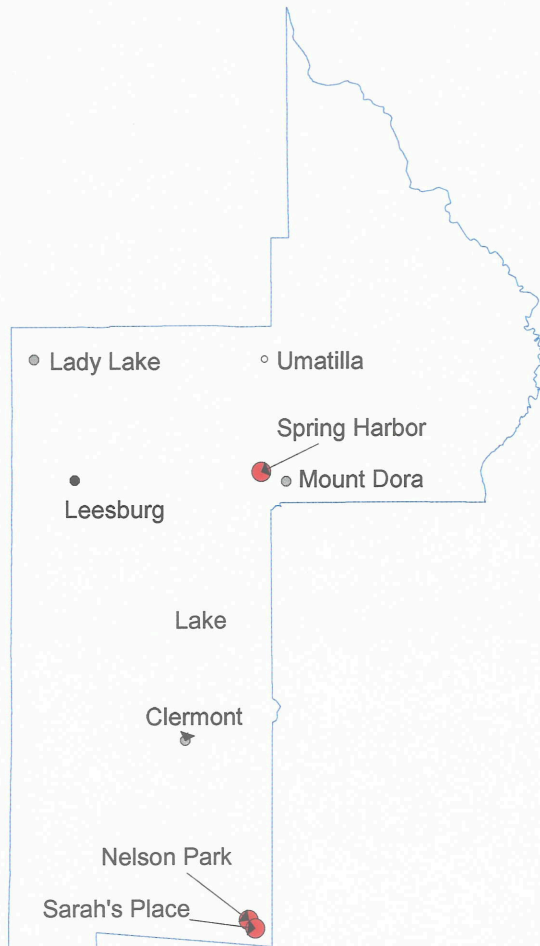 Lady Lake
Umatilla
Spring Harbor
Mount Dora
Leesburg
Lake
Clermont
Nelson Park
Sarah's Place